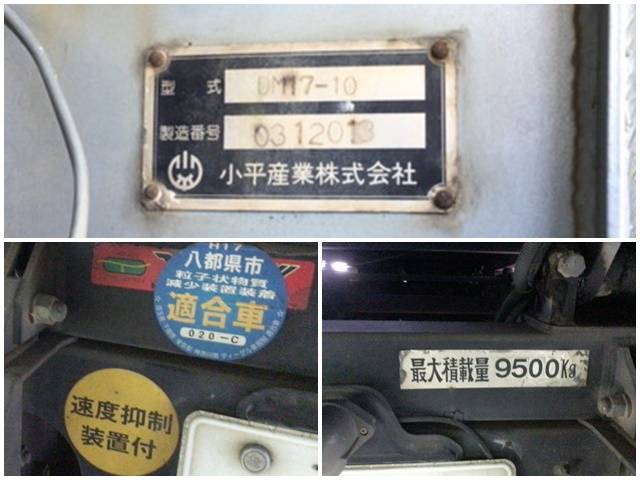 型式 DM17-10
製造番号 0312013
小平産業株式会社
H17
八都県市
粒子状物質
減少装置装着
適合車
020-C
速度抑制
装置付
最大積載量 9500Kg